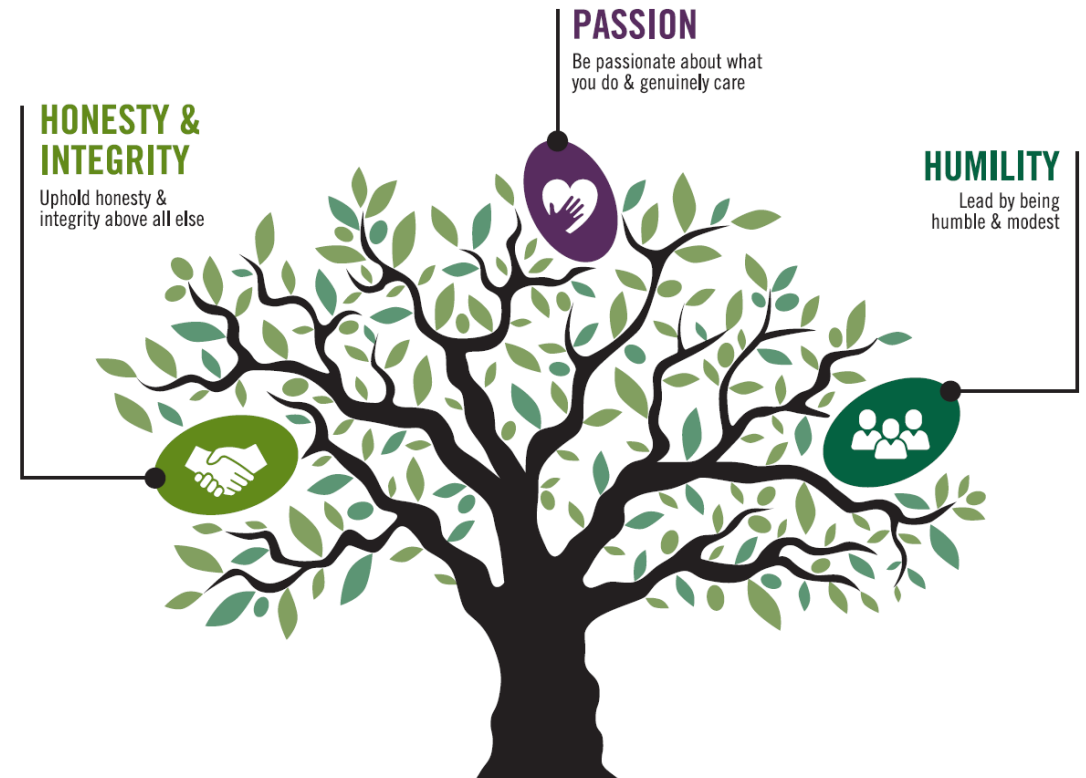 PASSION
Be passionate about what
you do & genuinely care
HONESTY &
INTEGRITY
Uphold honesty &
integrity above all else
HUMILITY
Lead by being
humble & modest